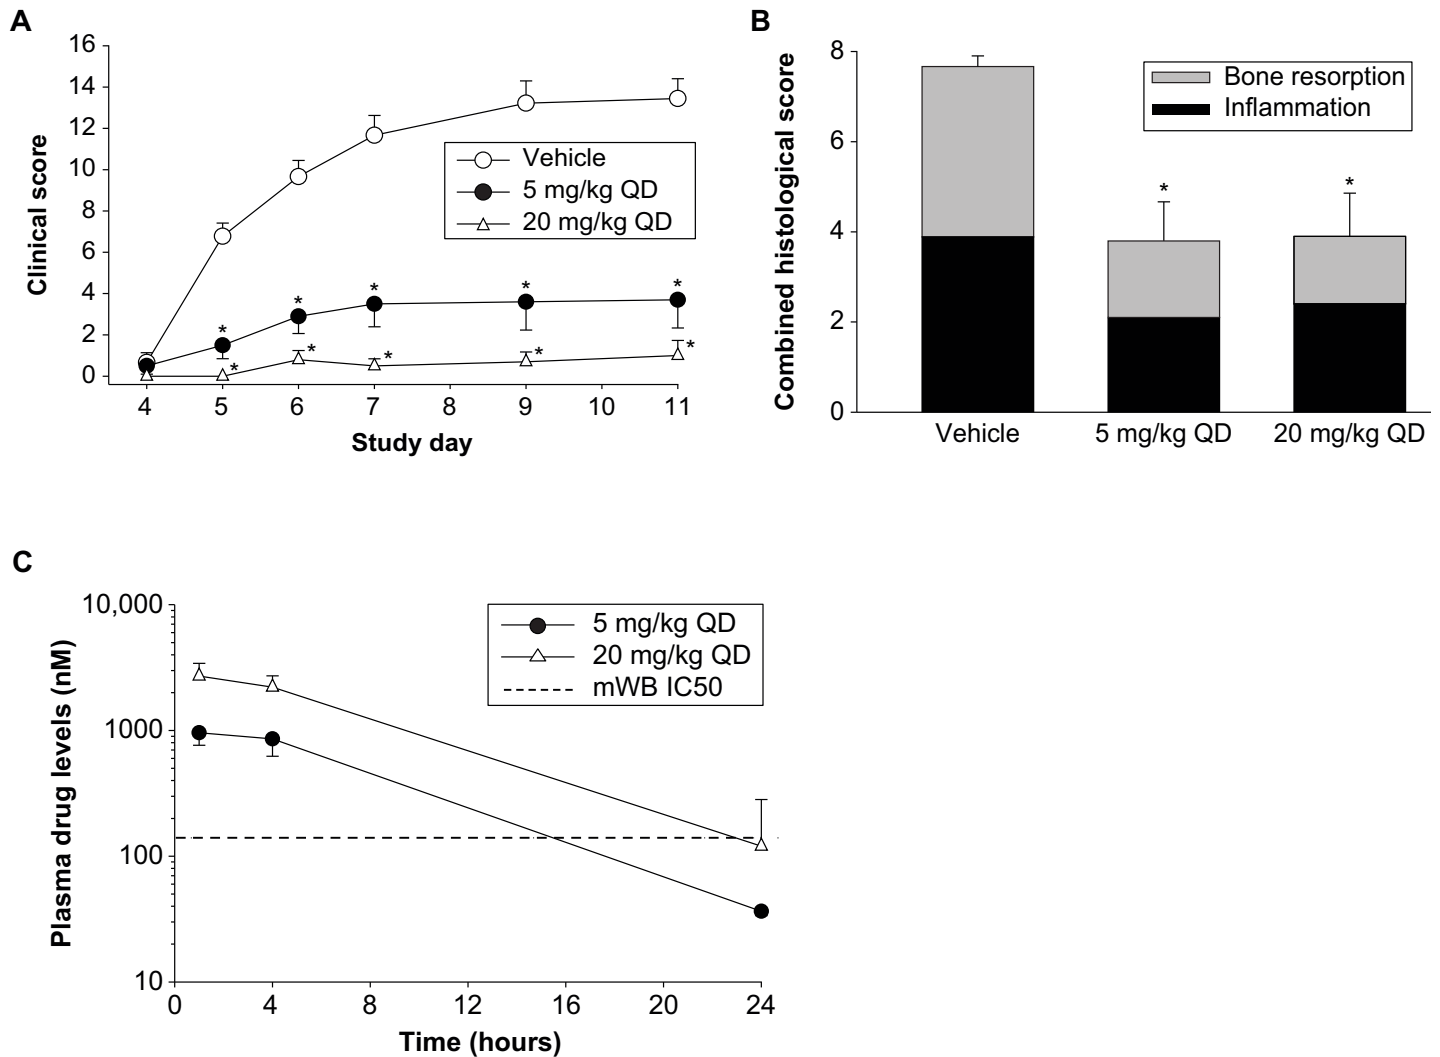 A
16
14
12
10
8
6
4
2
0
Clinical score
Vehicle
5 mg/kg QD
20 mg/kg QD
* * * * *
* * * * *
4 5 6 7 8 9 10 11
Study day
B
8
6
4
2
0
Combined histological score
Bone resorption
Inflammation
* *
Vehicle 5 mg/kg QD 20 mg/kg QD
C
10,000
1000
100
10
Plasma drug levels (nM)
5 mg/kg QD
20 mg/kg QD
mWB IC50
0 4 8 12 16 20 24
Time (hours)